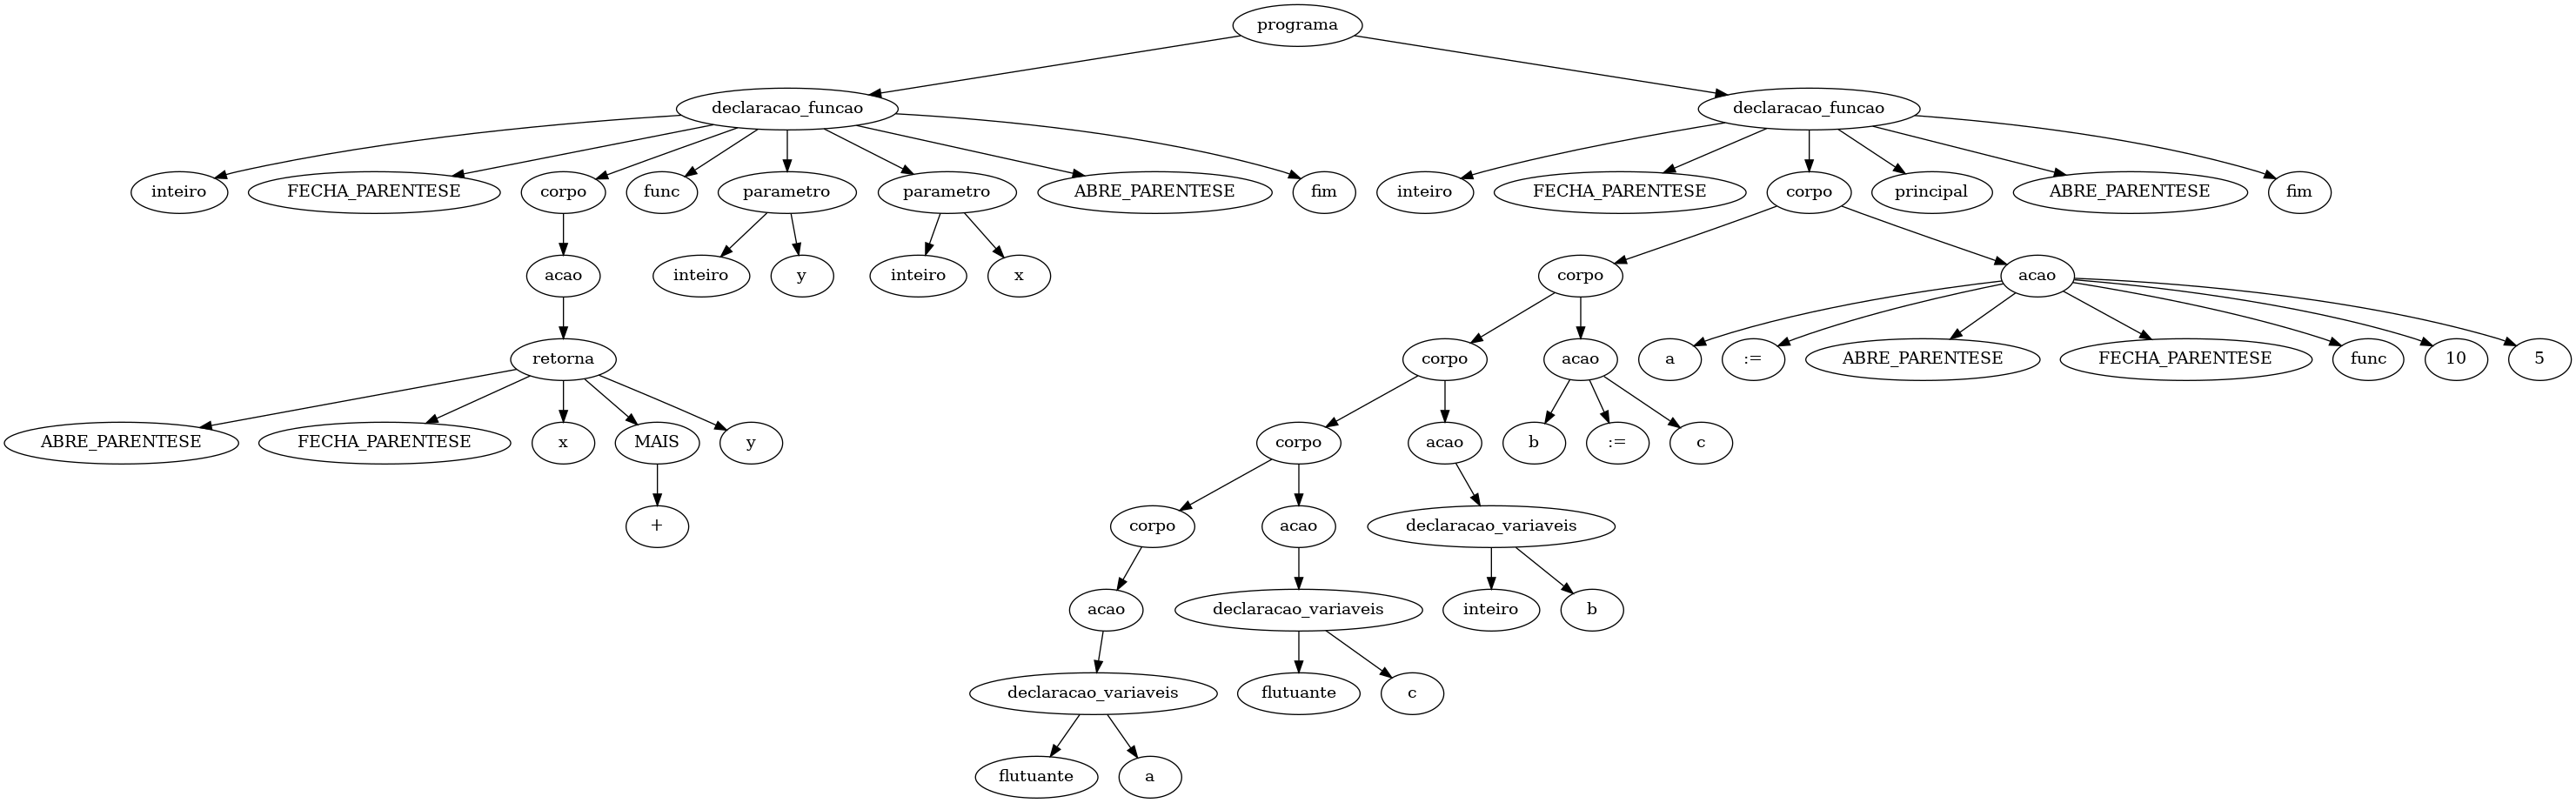 programa
declaracao_funcao declaracao_funcao
inteiro FECHA_PARENTESE corpo func parametro parametro ABRE_PARENTESE fim inteiro FECHA_PARENTESE corpo principal ABRE_PARENTESE fim
acao inteiro y inteiro x corpo acao
retorna corpo acao a := ABRE_PARENTESE FECHA_PARENTESE func 10 5
ABRE_PARENTESE FECHA_PARENTESE x MAIS y corpo acao b := c
+ corpo acao declaracao_variaveis
acao declaracao_variaveis inteiro b
declaracao_variaveis flutuante c
flutuante a